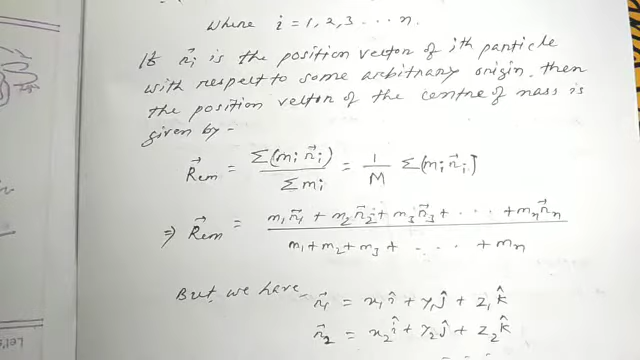 where i = 1, 2, 3 ··· n.
If r⃗i is the position vector of ith particle
with respect to some arbitrary origin, then
the position vector of the centre of mass is
given by -
R⃗cm = Σ(mi r⃗i) / Σmi = 1/M Σ(mi r⃗i)
⇒ R⃗cm = m1r⃗1 + m2r⃗2 + m3r⃗3 + · · · + mnr⃗n / m1 + m2 + m3 + · · · + mn
But, we have r⃗1 = x1î + y1ĵ + z1k̂
r⃗2 = x2î + y2ĵ + z2k̂